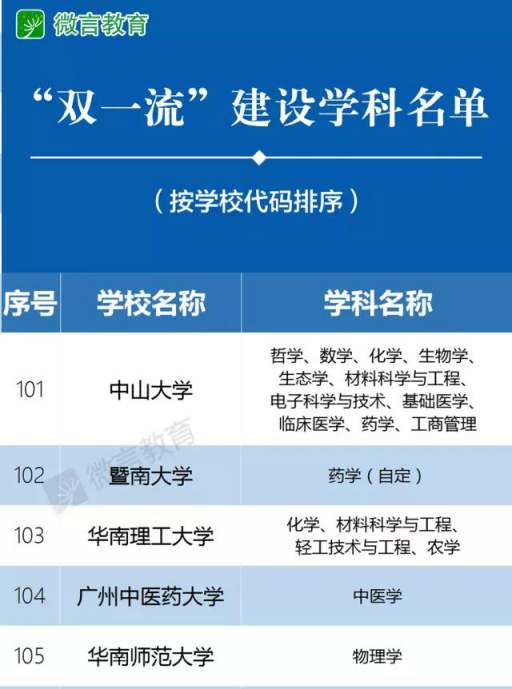 微言教育
“双一流”建设学科名单
（按学校代码排序）
序号 学校名称 学科名称
101 中山大学 哲学、数学、化学、生物学、
生态学、材料科学与工程、
电子科学与技术、基础医学、
临床医学、药学、工商管理
102 暨南大学 药学（自定）
103 华南理工大学 化学、材料科学与工程、
轻工技术与工程、农学
104 广州中医药大学 中医学
105 华南师范大学 物理学
微言教育